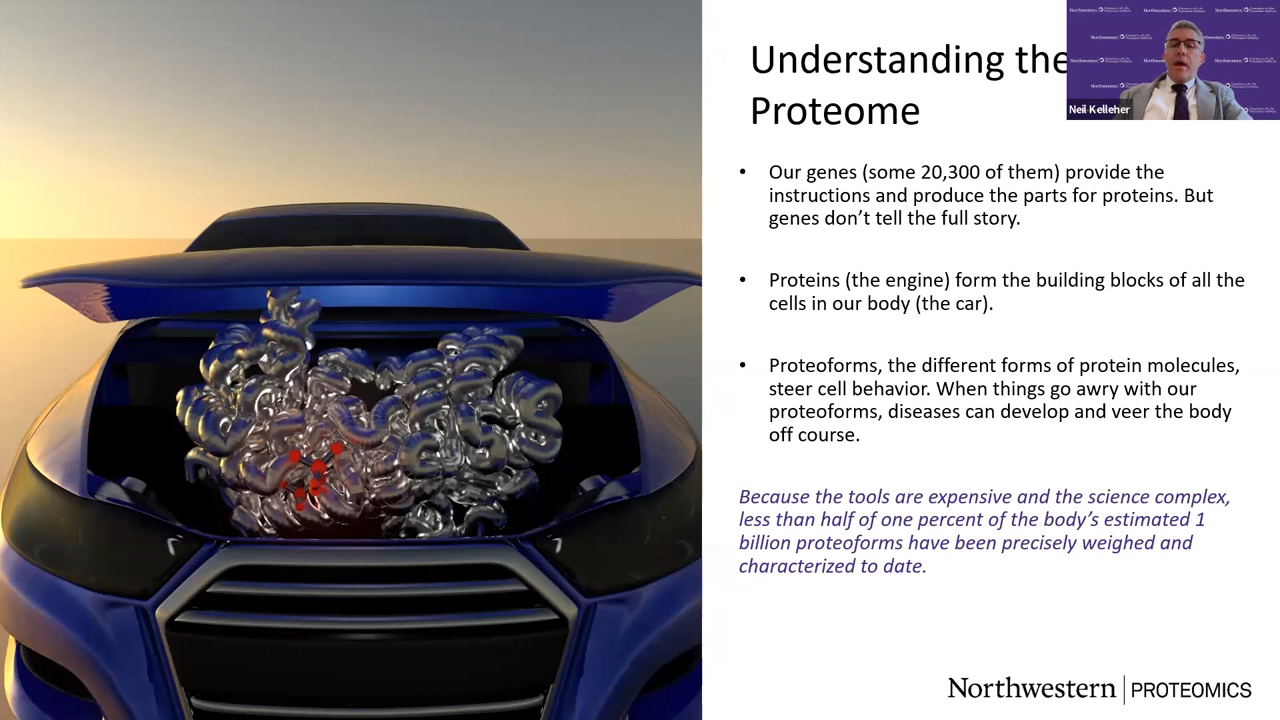 Understanding the
Proteome
Neil Kelleher
• Our genes (some 20,300 of them) provide the
instructions and produce the parts for proteins. But
genes don’t tell the full story.
• Proteins (the engine) form the building blocks of all the
cells in our body (the car).
• Proteoforms, the different forms of protein molecules,
steer cell behavior. When things go awry with our
proteoforms, diseases can develop and veer the body
off course.
Because the tools are expensive and the science complex,
less than half of one percent of the body’s estimated 1
billion proteoforms have been precisely weighed and
characterized to date.
Northwestern | PROTEOMICS